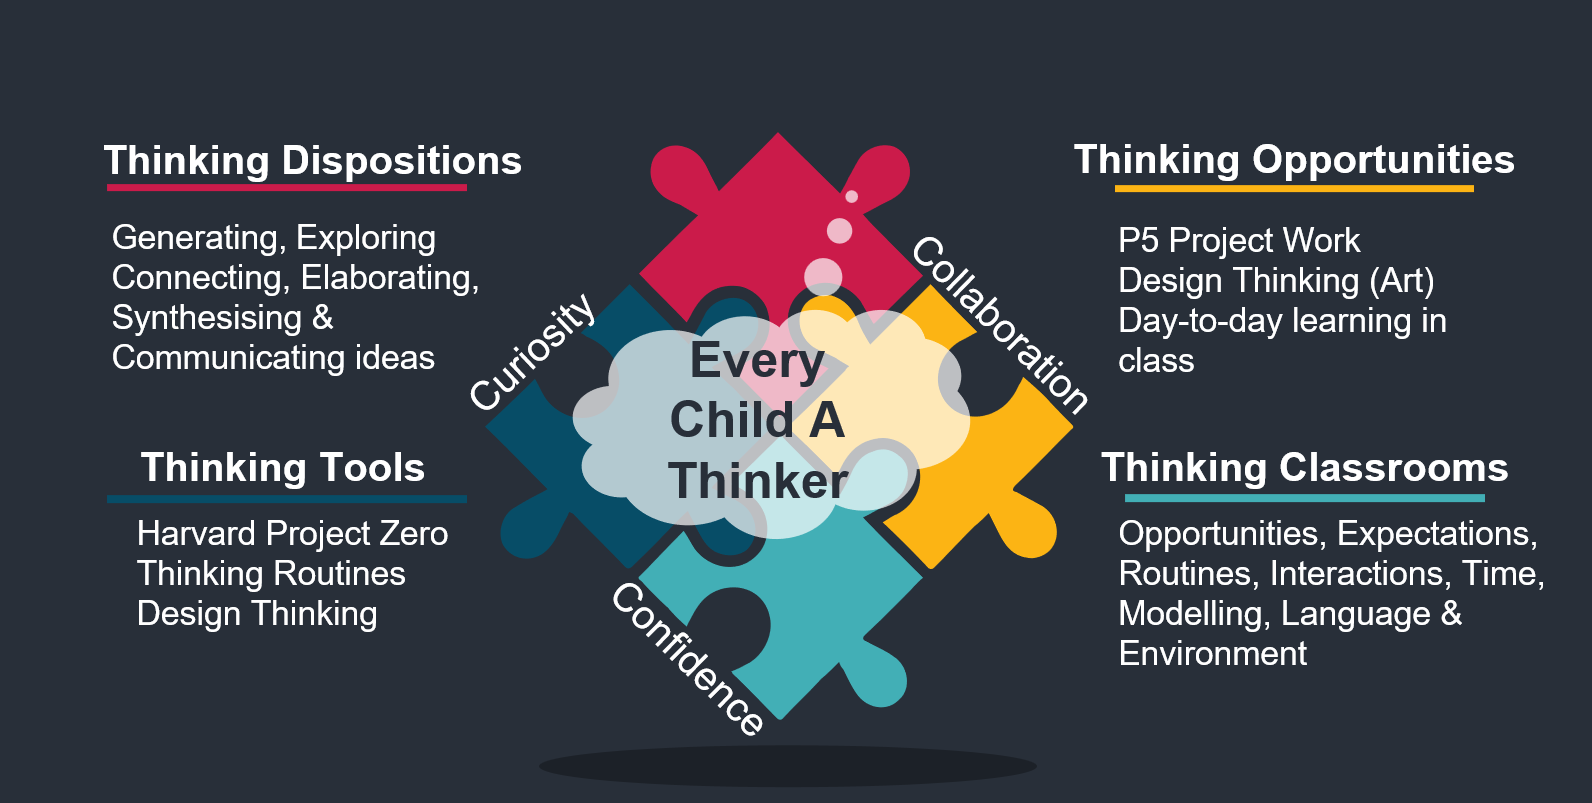 Thinking Dispositions
Generating, Exploring
Connecting, Elaborating,
Synthesising &
Communicating ideas
Thinking Tools
Harvard Project Zero
Thinking Routines
Design Thinking
Curiosity
Every
Child A
Thinker
Collaboration
Confidence
Thinking Opportunities
P5 Project Work
Design Thinking (Art)
Day-to-day learning in
class
Thinking Classrooms
Opportunities, Expectations,
Routines, Interactions, Time,
Modelling, Language &
Environment